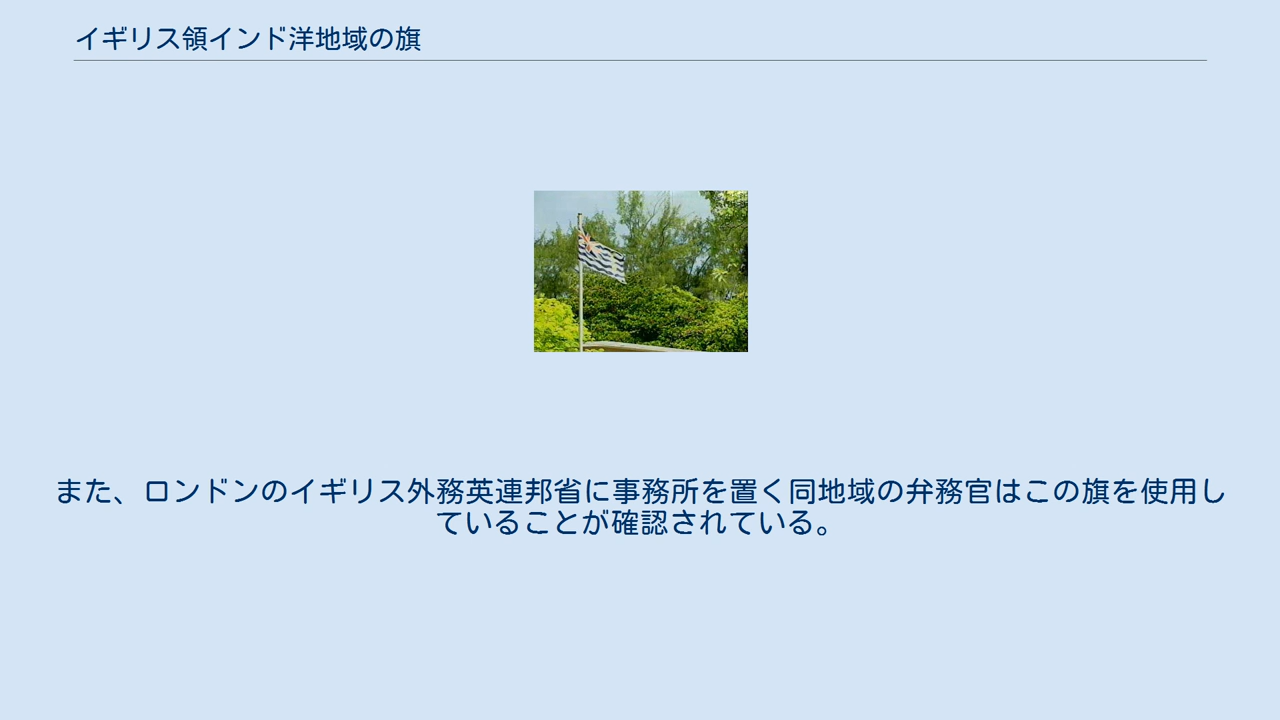 イギリス領インド洋地域の旗
また、ロンドンのイギリス外務英連邦省に事務所を置く同地域の弁務官はこの旗を使用し
ていることが確認されている。